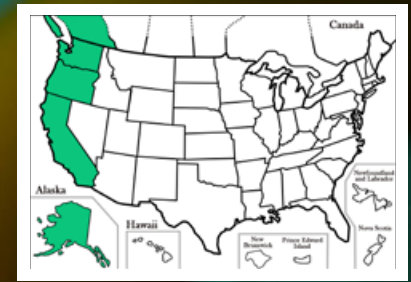 Canada
Alaska
Hawaii
New
Brunswick
Prince Edward
Island
Newfoundland
and Labrador
Nova Scotia